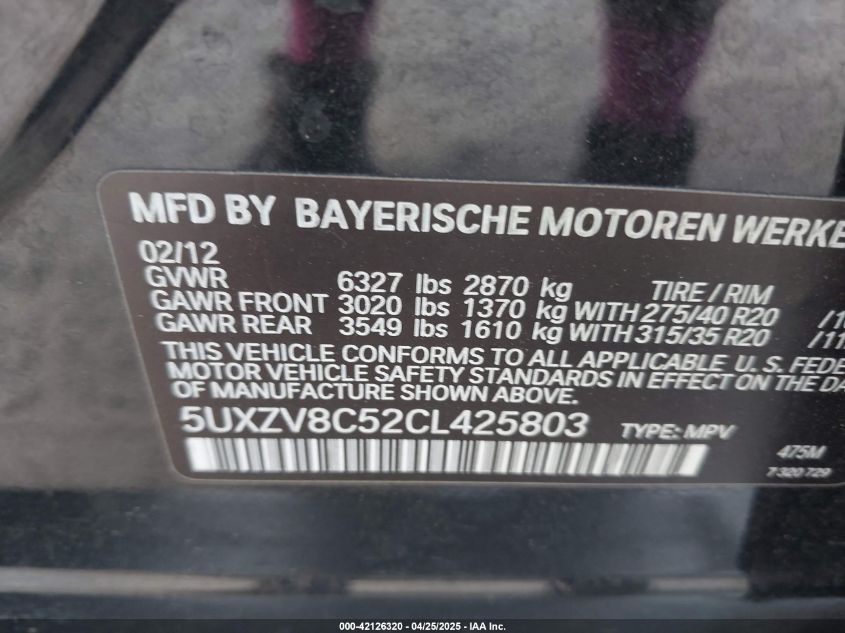 MFD BY BAYERISCHE MOTOREN WERKE
02/12
GVWR 6327 lbs 2870 kg TIRE / RIM
GAWR FRONT 3020 lbs 1370 kg WITH 275/40 R20
GAWR REAR 3549 lbs 1610 kg WITH 315/35 R20
THIS VEHICLE CONFORMS TO ALL APPLICABLE U.S.
MOTOR VEHICLE SAFETY STANDARDS IN EFFECT ON THE
OF MANUFACTURE SHOWN ABOVE.
5UXZV8C52CL425803 TYPE: MPV
475M
7 320 729
000-42126320 - 04/25/2025 - IAA Inc.